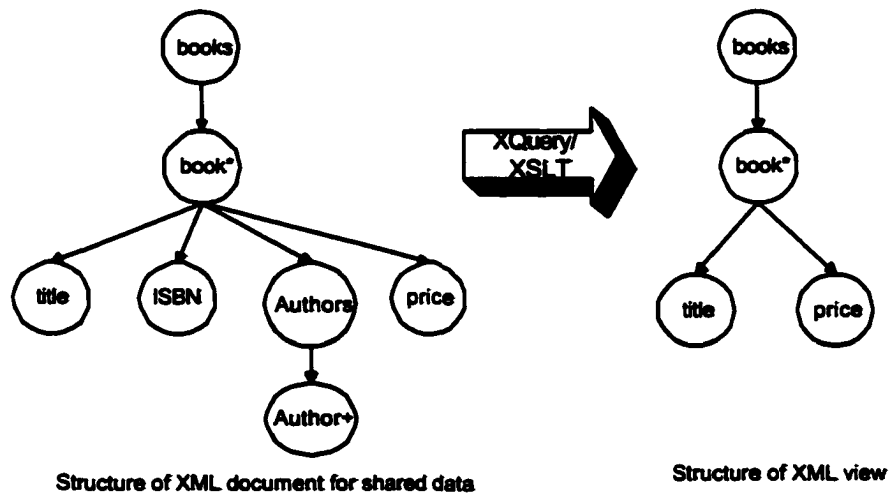 books
book*
title
ISBN
Authors
price
Author+
Structure of XML document for shared data
XQuery/
XSLT
books
book*
title
price
Structure of XML view